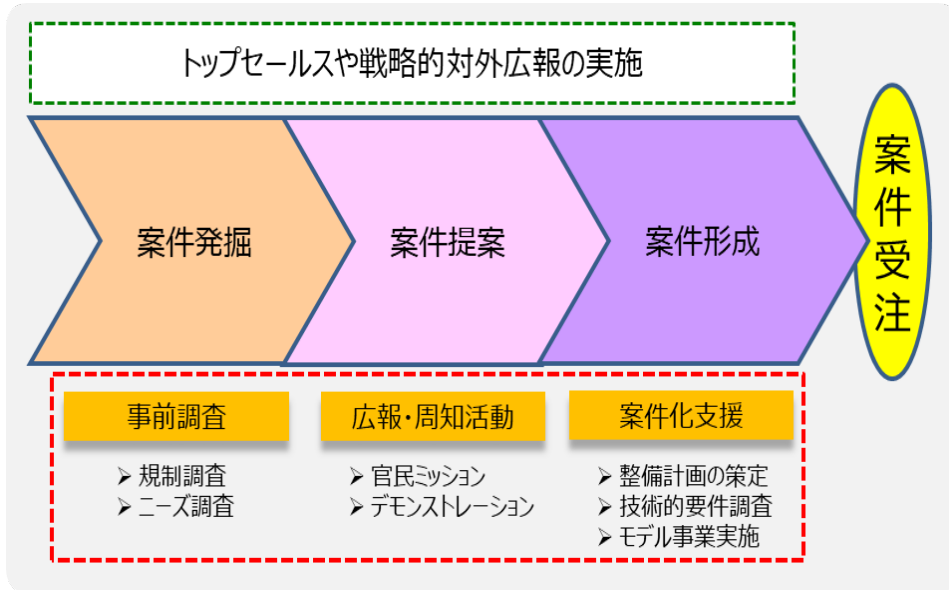 トップセールスや戦略的対外広報の実施
案件発掘
案件提案
案件形成
案件受注
事前調査
➢ 規制調査
➢ ニーズ調査
広報・周知活動
➢ 官民ミッション
➢ デモンストレーション
案件化支援
➢ 整備計画の策定
➢ 技術的要件調査
➢ モデル事業実施